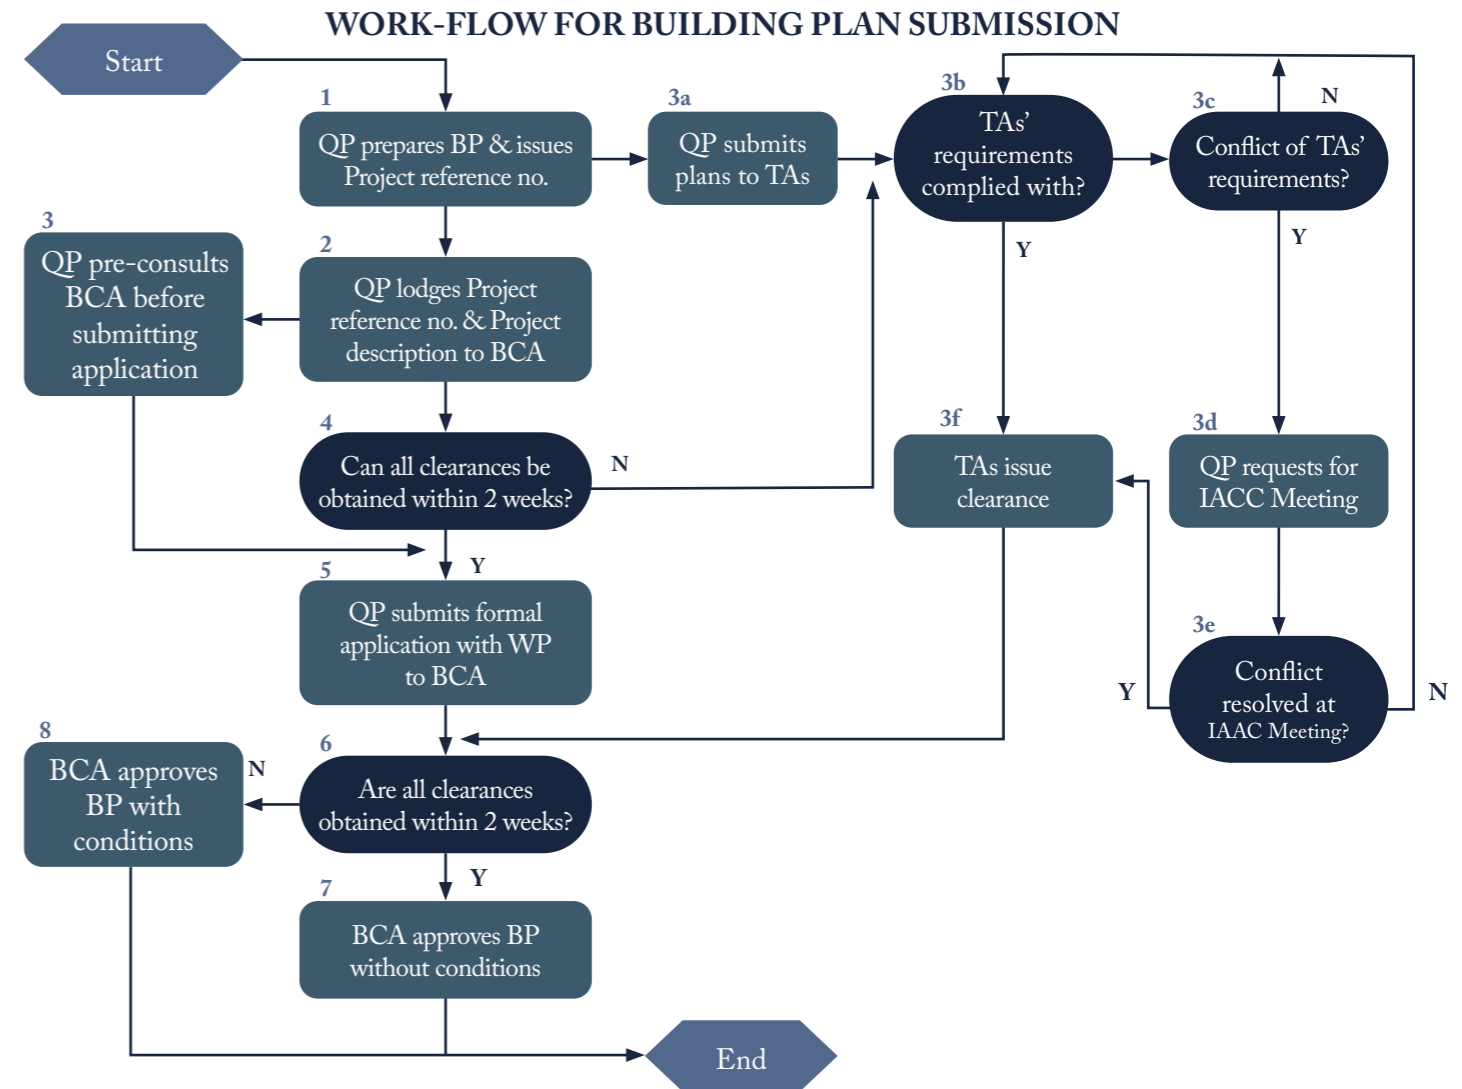 WORK-FLOW FOR BUILDING PLAN SUBMISSION
Start
1
QP prepares BP & issues
Project reference no.
3a
QP submits
plans to TAs
3b
TAs’
requirements
complied with?
3c
Conflict of TAs’
requirements?
N
Y
Y
3
QP pre-consults
BCA before
submitting
application
2
QP lodges Project
reference no. & Project
description to BCA
4
Can all clearances be
obtained within 2 weeks?
N
Y
3f
TAs issue
clearance
3d
QP requests for
IACC Meeting
3e
Conflict
resolved at
IAAC Meeting?
Y
N
5
QP submits formal
application with WP
to BCA
6
Are all clearances
obtained within 2 weeks?
N
Y
8
BCA approves
BP with
conditions
7
BCA approves BP
without conditions
End